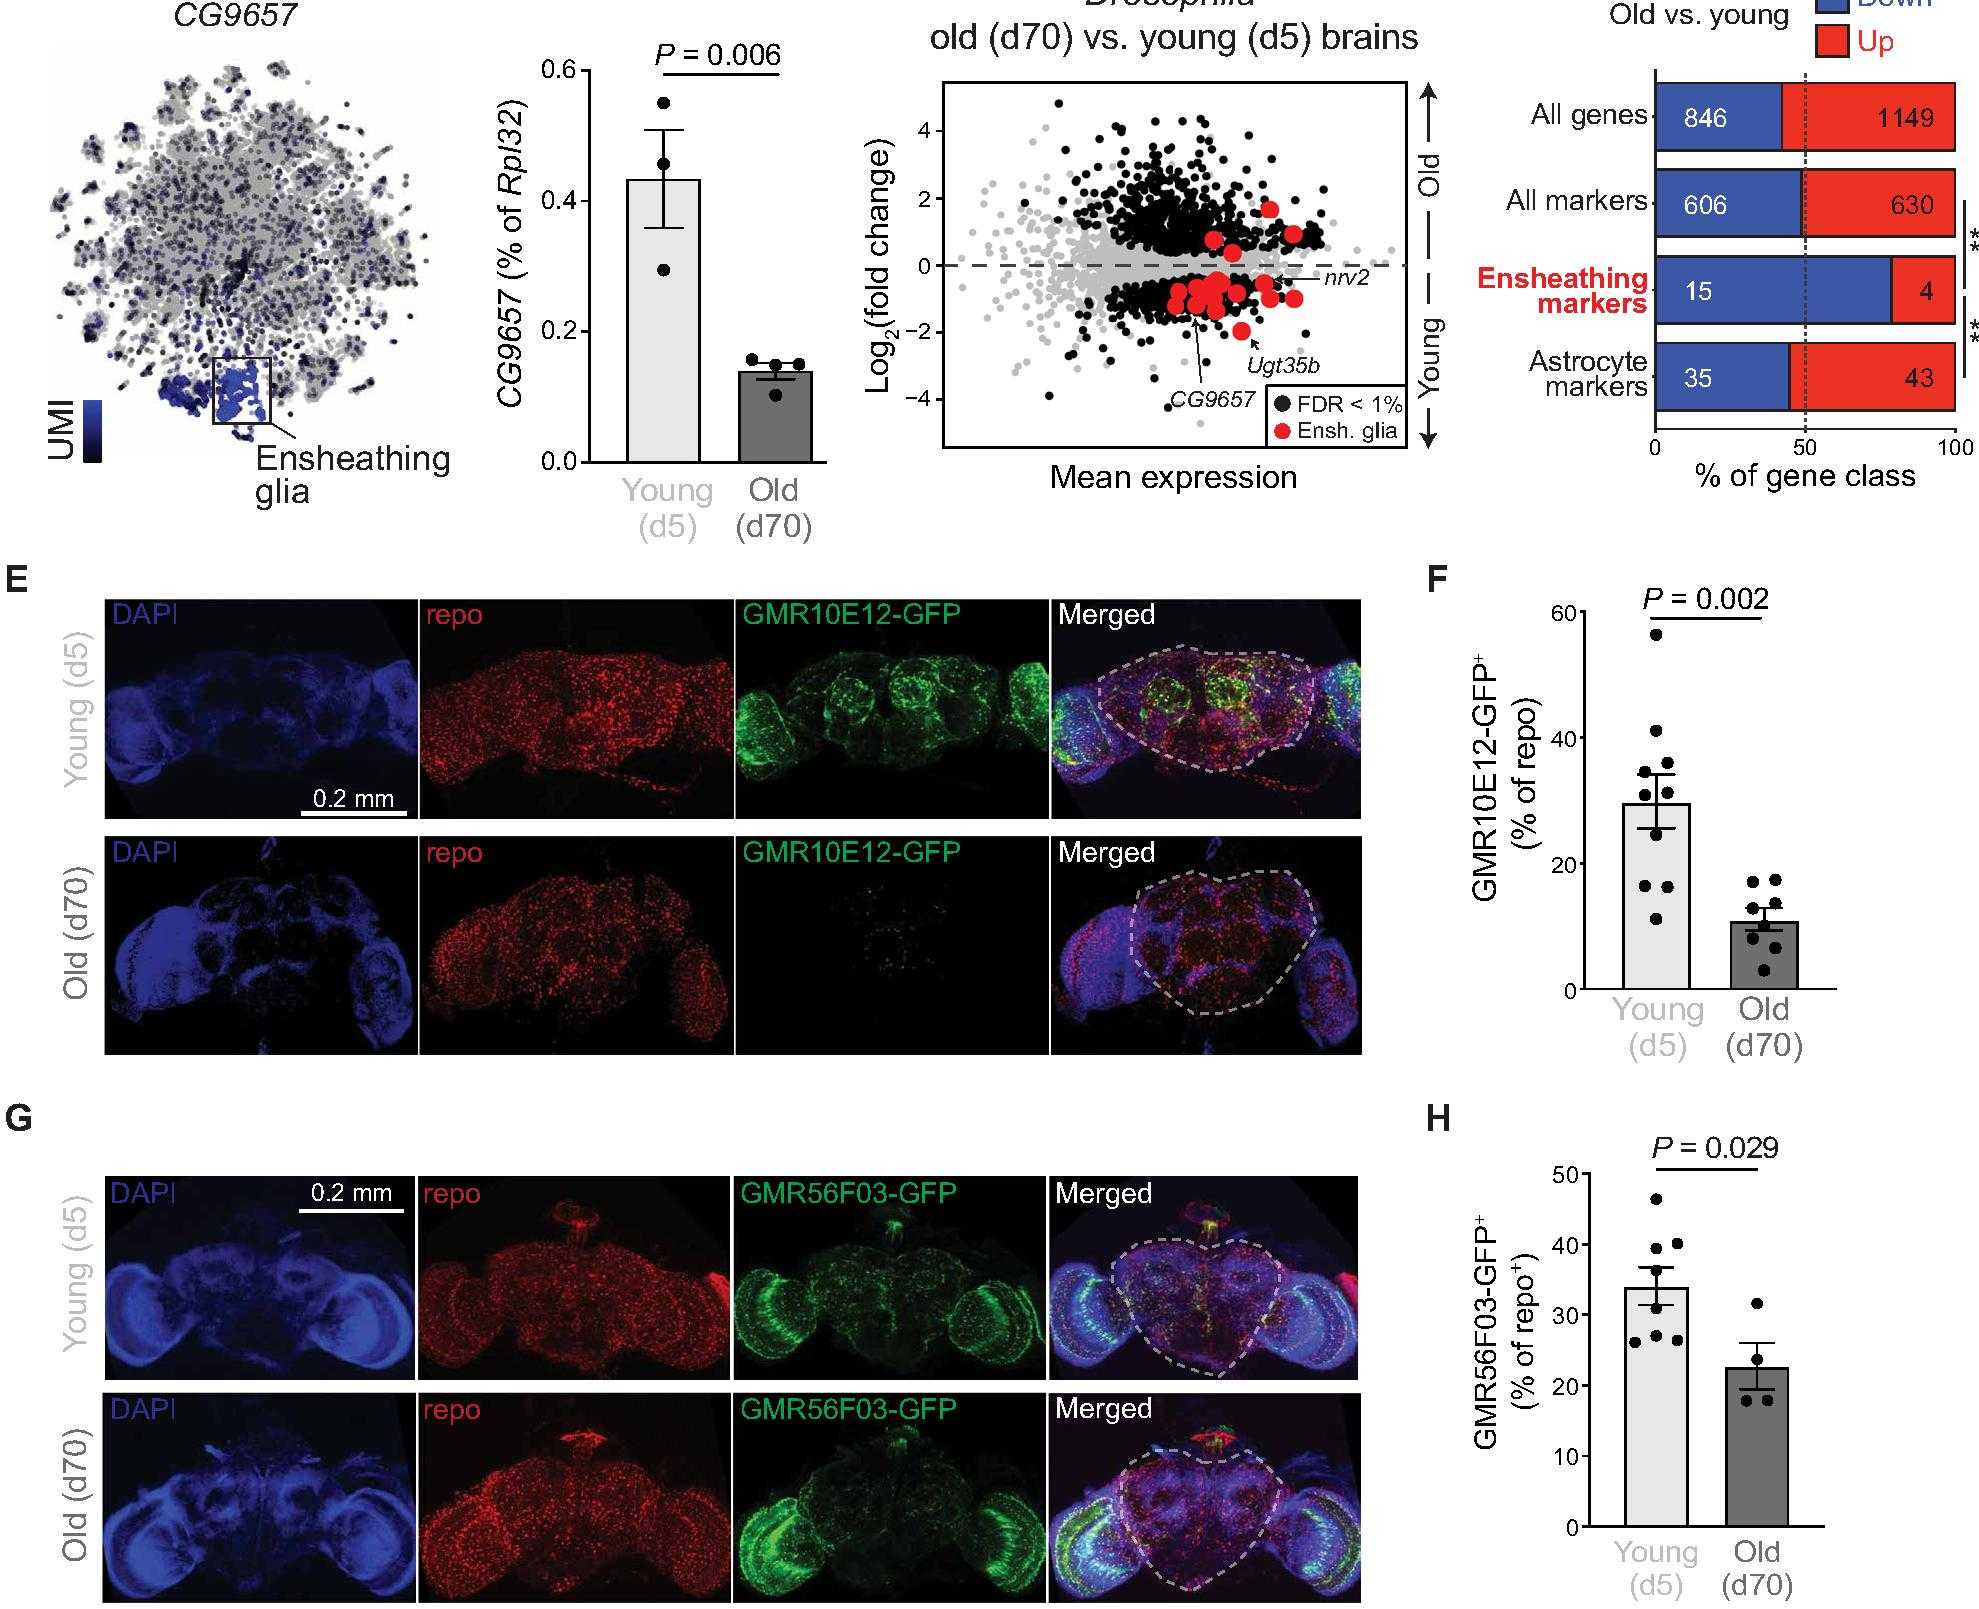 CG9657
UMI
Ensheathing
glia
CG9657 (% of Rpl32)
P = 0.006
0.6
0.4
0.2
0.0
Young
(d5)
Old
(d70)
old (d70) vs. young (d5) brains
Log2(fold change)
4
2
0
−2
−4
nrv2
Ugt35b
CG9657
FDR < 1%
Ensh. glia
Mean expression
Old
Young
Old vs. young
Down
Up
All genes
846
1149
All markers
606
630
Ensheathing
markers
15
4
Astrocyte
markers
35
43
**
**
0
50
100
% of gene class
E
Young (d5)
DAPI
repo
GMR10E12-GFP
Merged
0.2 mm
Old (d70)
DAPI
repo
GMR10E12-GFP
Merged
F
P = 0.002
GMR10E12-GFP+
(% of repo)
60
40
20
0
Young
(d5)
Old
(d70)
G
Young (d5)
DAPI
0.2 mm
repo
GMR56F03-GFP
Merged
Old (d70)
DAPI
repo
GMR56F03-GFP
Merged
H
P = 0.029
GMR56F03-GFP+
(% of repo+)
50
40
30
20
10
0
Young
(d5)
Old
(d70)